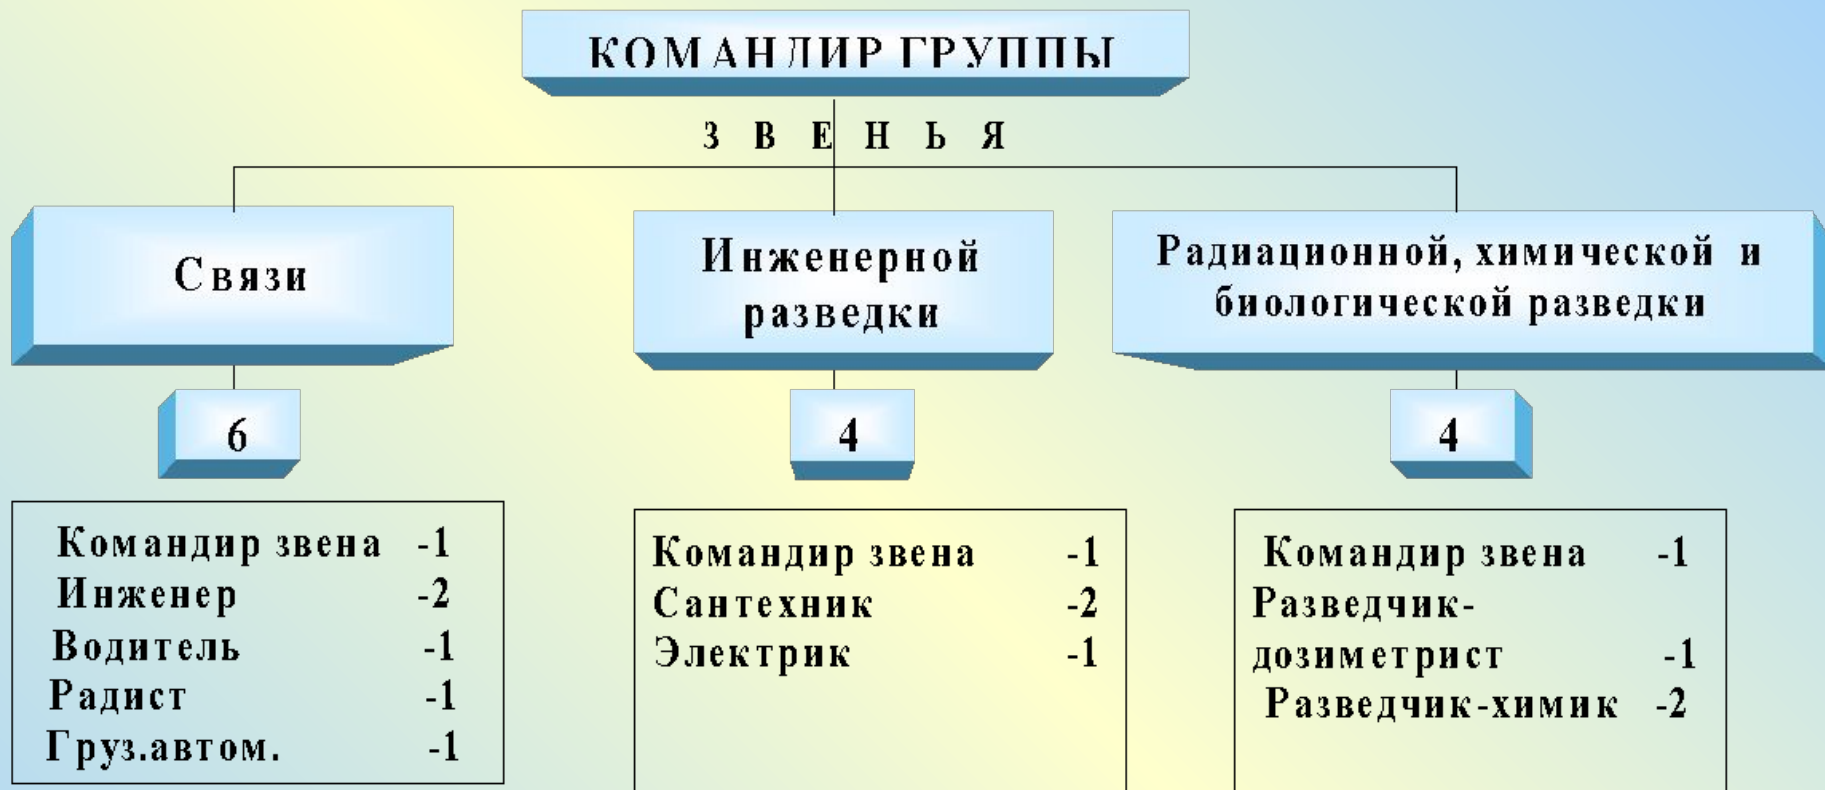 КОМАНДИР ГРУППЫ
З В Е Н Ь Я
Связи
Инженерной
разведки
Радиационной, химической и
биологической разведки
6
4
4
Командир звена -1
Инженер -2
Водитель -1
Радист -1
Груз.автом. -1
Командир звена -1
Сантехник -2
Электрик -1
Командир звена -1
Разведчик-
дозиметрист -1
Разведчик-химик -2